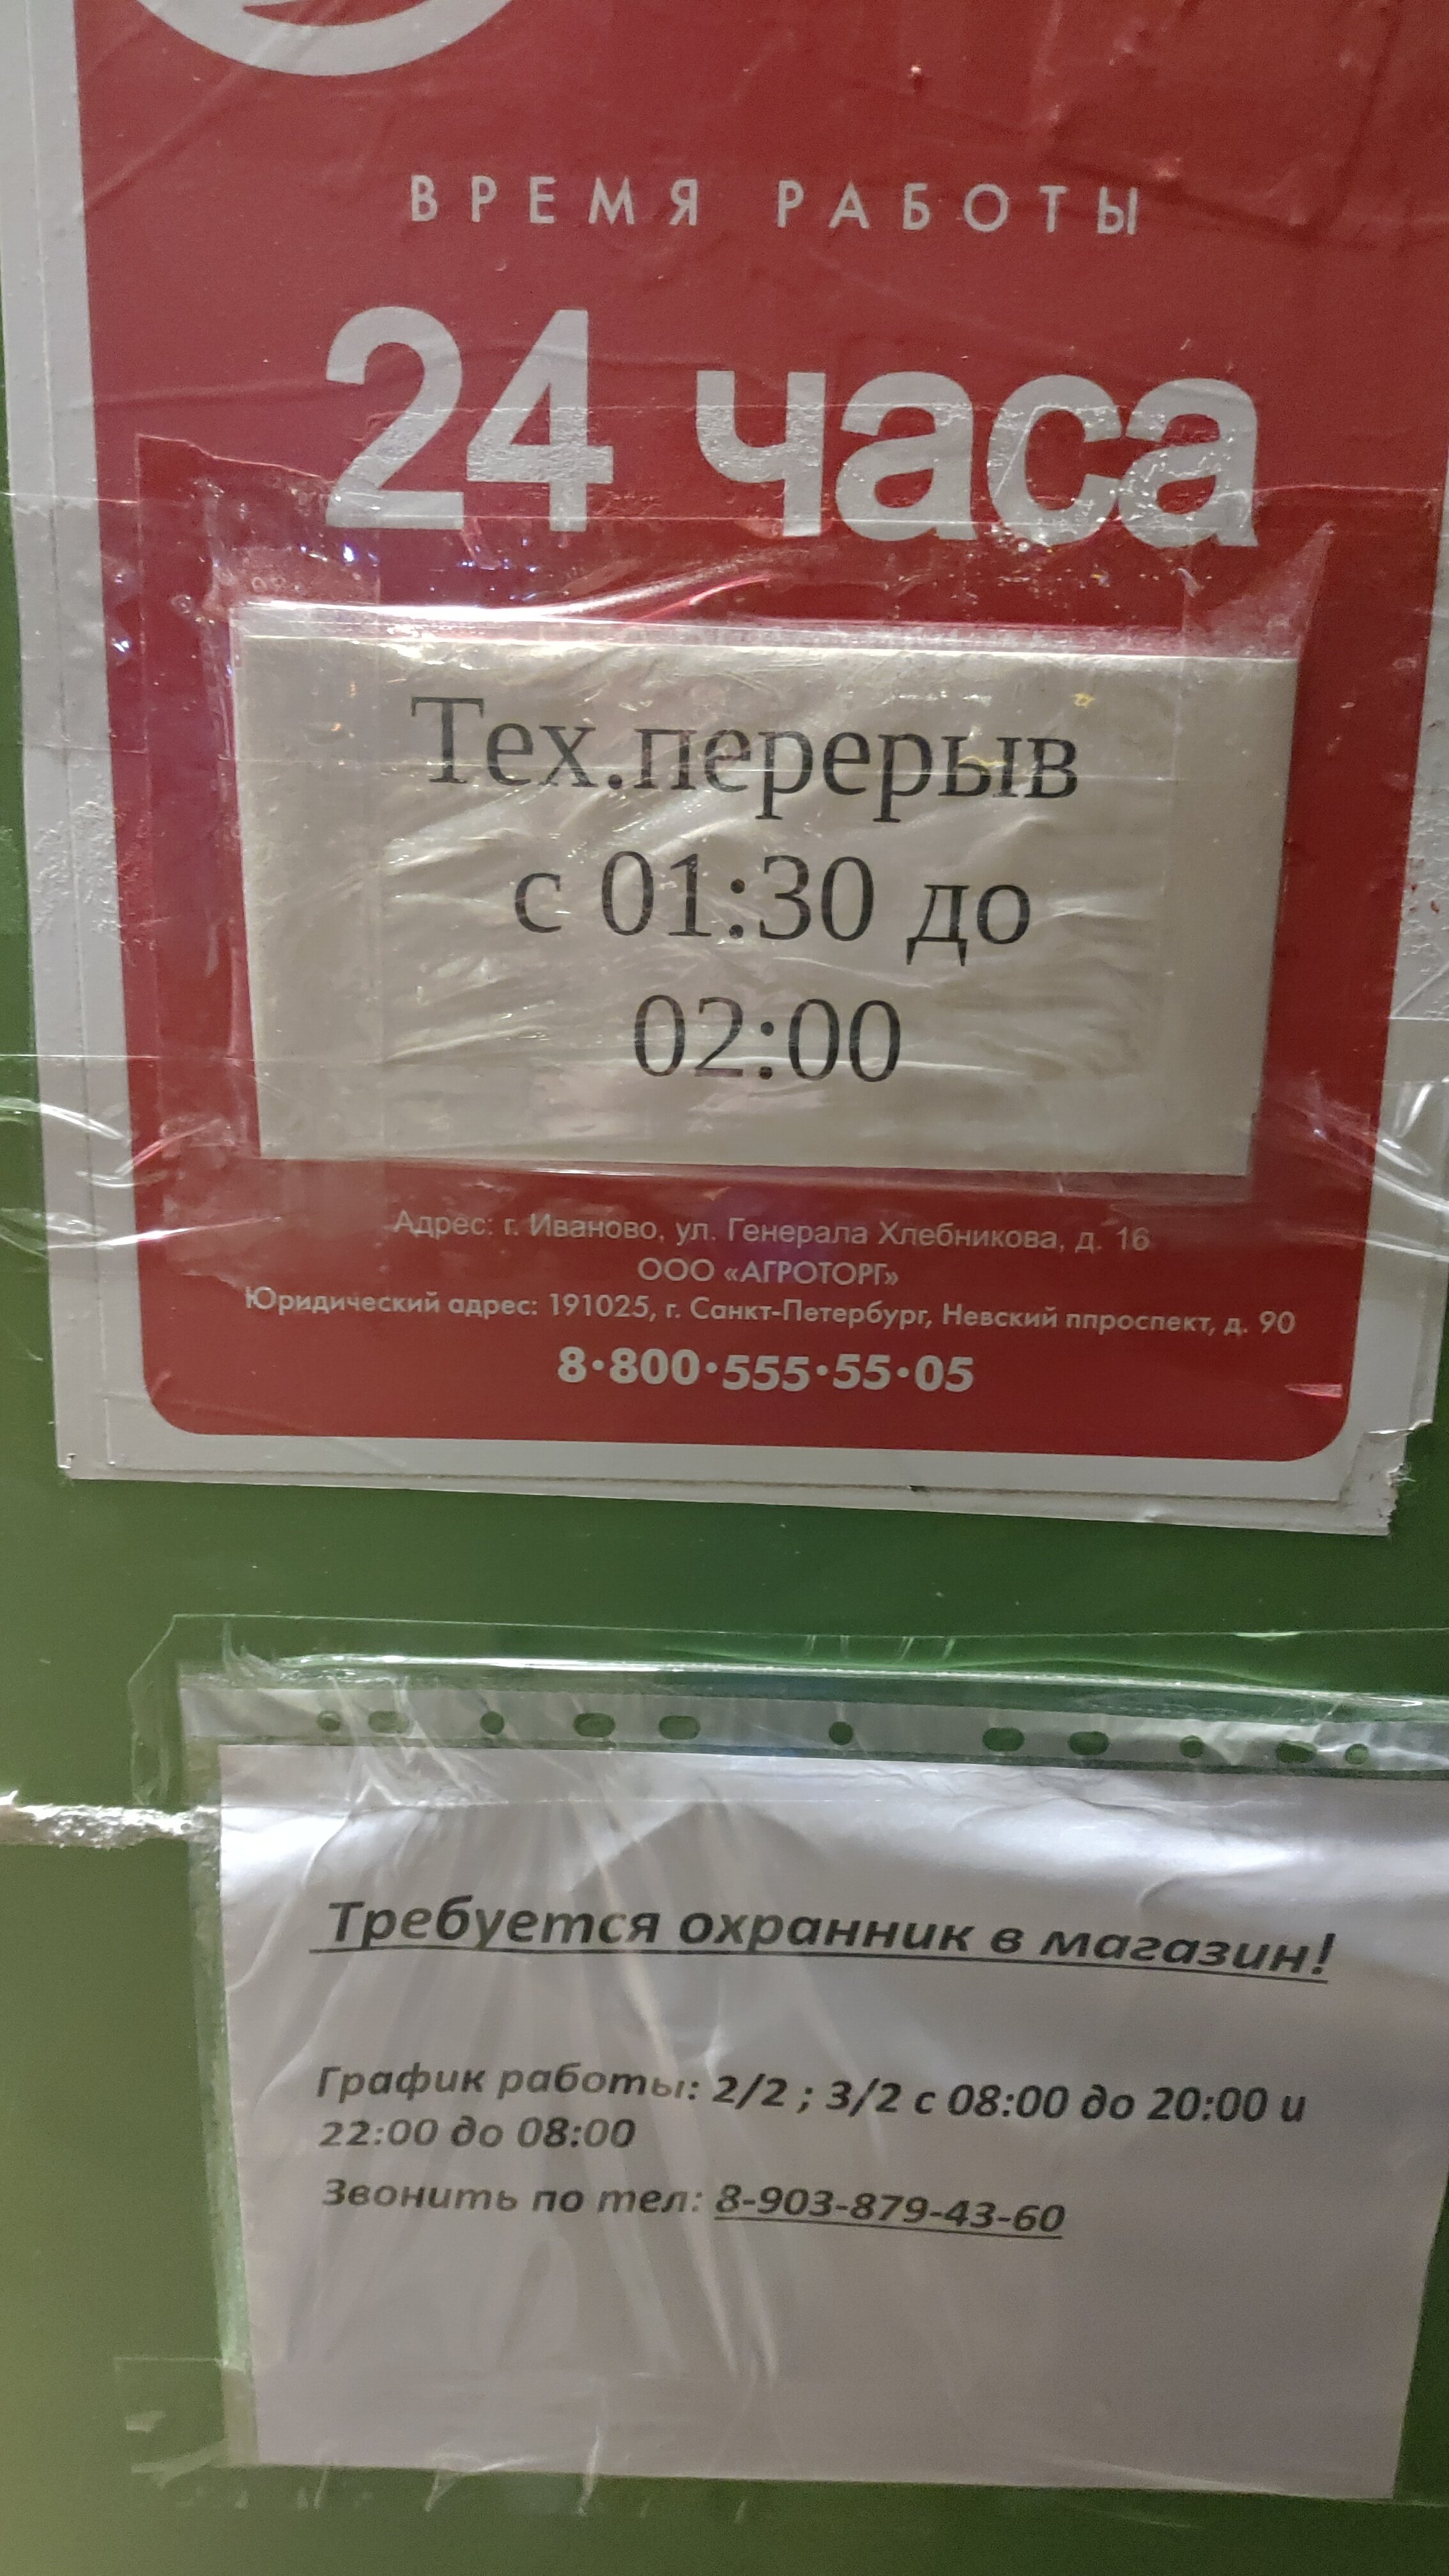 ВРЕМЯ РАБОТЫ
24 часа
Тех.перерыв
с 01:30 до
02:00
Адрес: г. Иваново, ул. Генерала Хлебникова, д. 16
ООО «АГРОТОРГ»
Юридический адрес: 191025, г. Санкт-Петербург, Невский ппроспект, д. 90
8•800•555•55•05
Требуется охранник в магазин!
График работы: 2/2 ; 3/2 с 08:00 до 20:00 и
22:00 до 08:00
Звонить по тел: 8-903-879-43-60